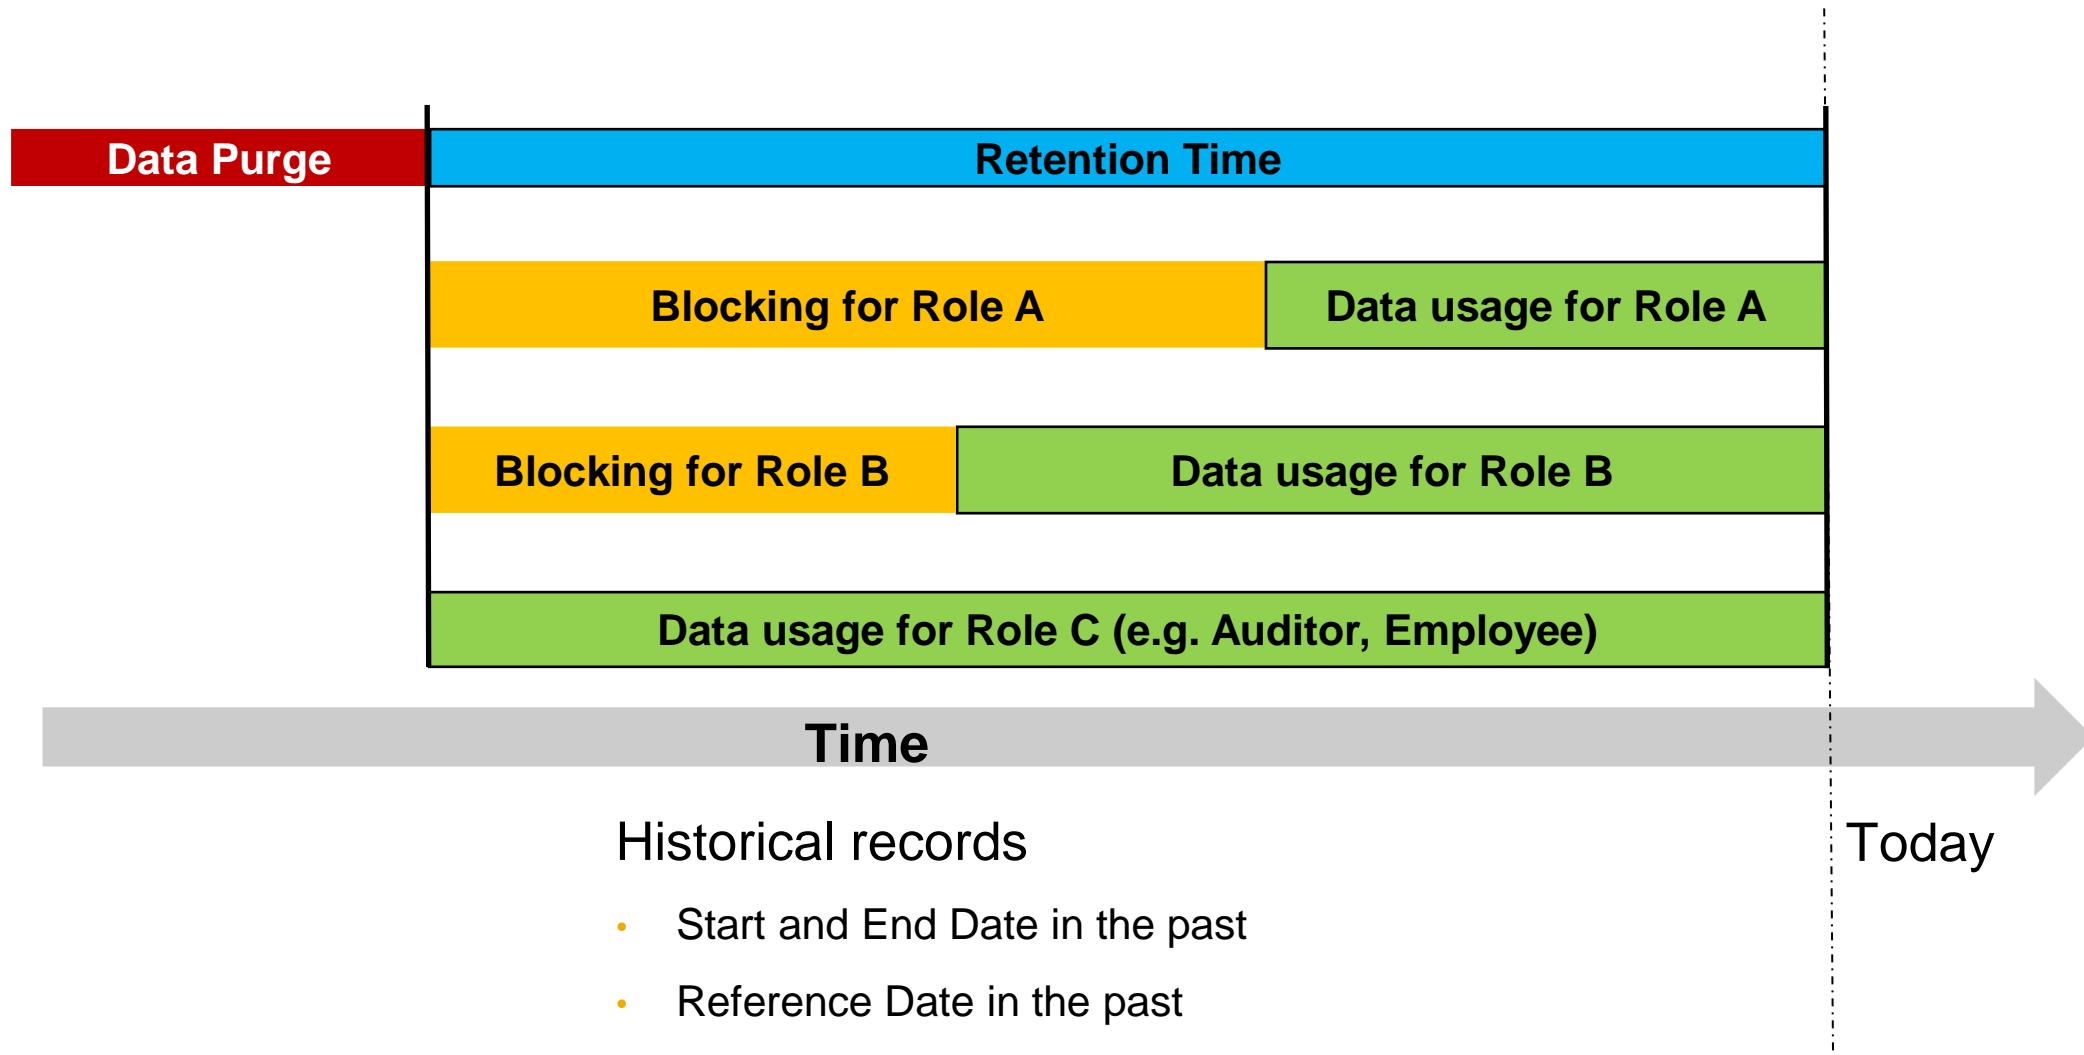 Data Purge
Retention Time
Blocking for Role A
Data usage for Role A
Blocking for Role B
Data usage for Role B
Data usage for Role C (e.g. Auditor, Employee)
Time
Historical records
Today
• Start and End Date in the past
• Reference Date in the past